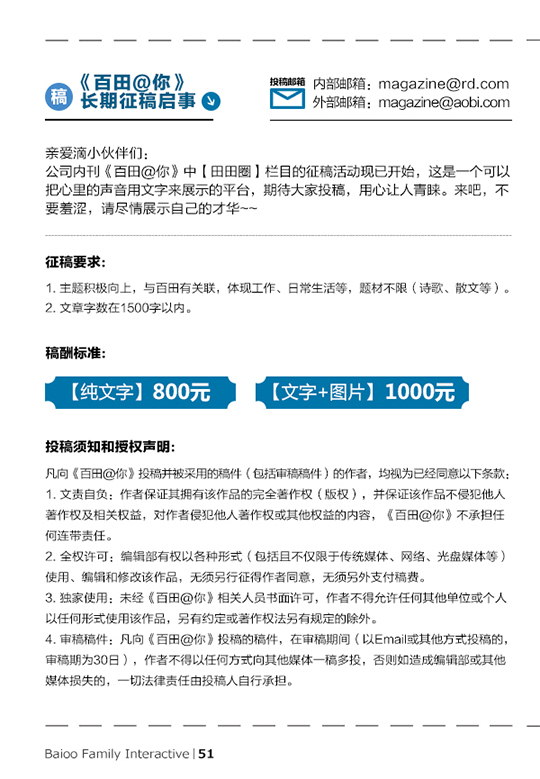 稿
《百田@你》
长期征稿启事
投稿邮箱
内部邮箱：magazine@rd.com
外部邮箱：magazine@aobi.com
亲爱滴小伙伴们：
公司内刊《百田@你》中【田田圈】栏目的征稿活动现已开始，这是一个可以
把心里的声音用文字来展示的平台，期待大家投稿，用心让人青睐。来吧，不
要羞涩，请尽情展示自己的才华~~
征稿要求：
1. 主题积极向上，与百田有关联，体现工作、日常生活等，题材不限（诗歌、散文等）。
2. 文章字数在1500字以内。
稿酬标准：
【纯文字】800元
【文字+图片】1000元
投稿须知和授权声明：
凡向《百田@你》投稿并被采用的稿件（包括审稿稿件）的作者，均视为已经同意以下条款：
1. 文责自负：作者保证其拥有该作品的完全著作权（版权），并保证该作品不侵犯他人
著作权及相关权益，对作者侵犯他人著作权或其他权益的内容，《百田@你》不承担任
何连带责任。
2. 全权许可：编辑部有权以各种形式（包括且不仅限于传统媒体、网络、光盘媒体等）
使用、编辑和修改该作品，无须另行征得作者同意，无须另外支付稿费。
3. 独家使用：未经《百田@你》相关人员书面许可，作者不得允许任何其他单位或个人
以任何形式使用该作品，另有约定或著作权法另有规定的除外。
4. 审稿稿件：凡向《百田@你》投稿的稿件，在审稿期间（以Email或其他方式投稿的，
审稿期为30日），作者不得以任何方式向其他媒体一稿多投，否则如造成编辑部或其他
媒体损失的，一切法律责任由投稿人自行承担。
Baioo Family Interactive | 51